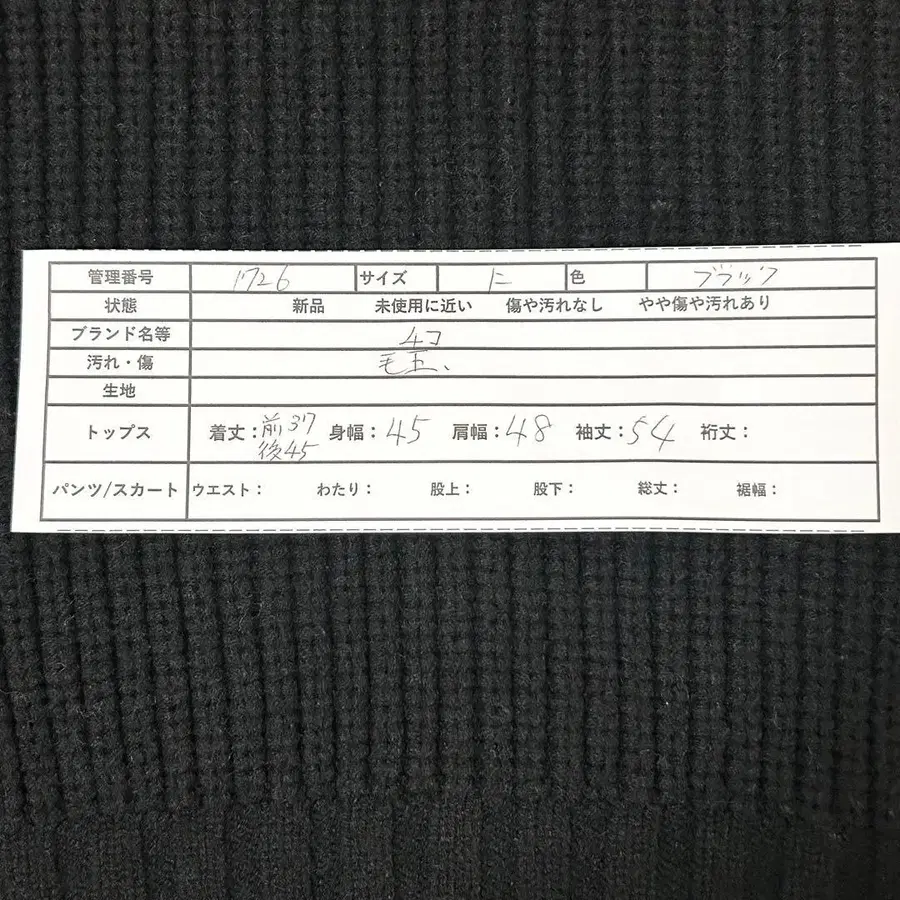 管理番号 1726 サイズ 色 ブラック
状態 新品 未使用に近い 傷や汚れなし やや傷や汚れあり
ブランド名等
汚れ・傷 毛玉、
生地
トップス 着丈：前37 後45 身幅：45 肩幅：48 袖丈：54 裄丈：
パンツ/スカート ウエスト： わたり： 股上： 股下： 総丈： 裾幅：